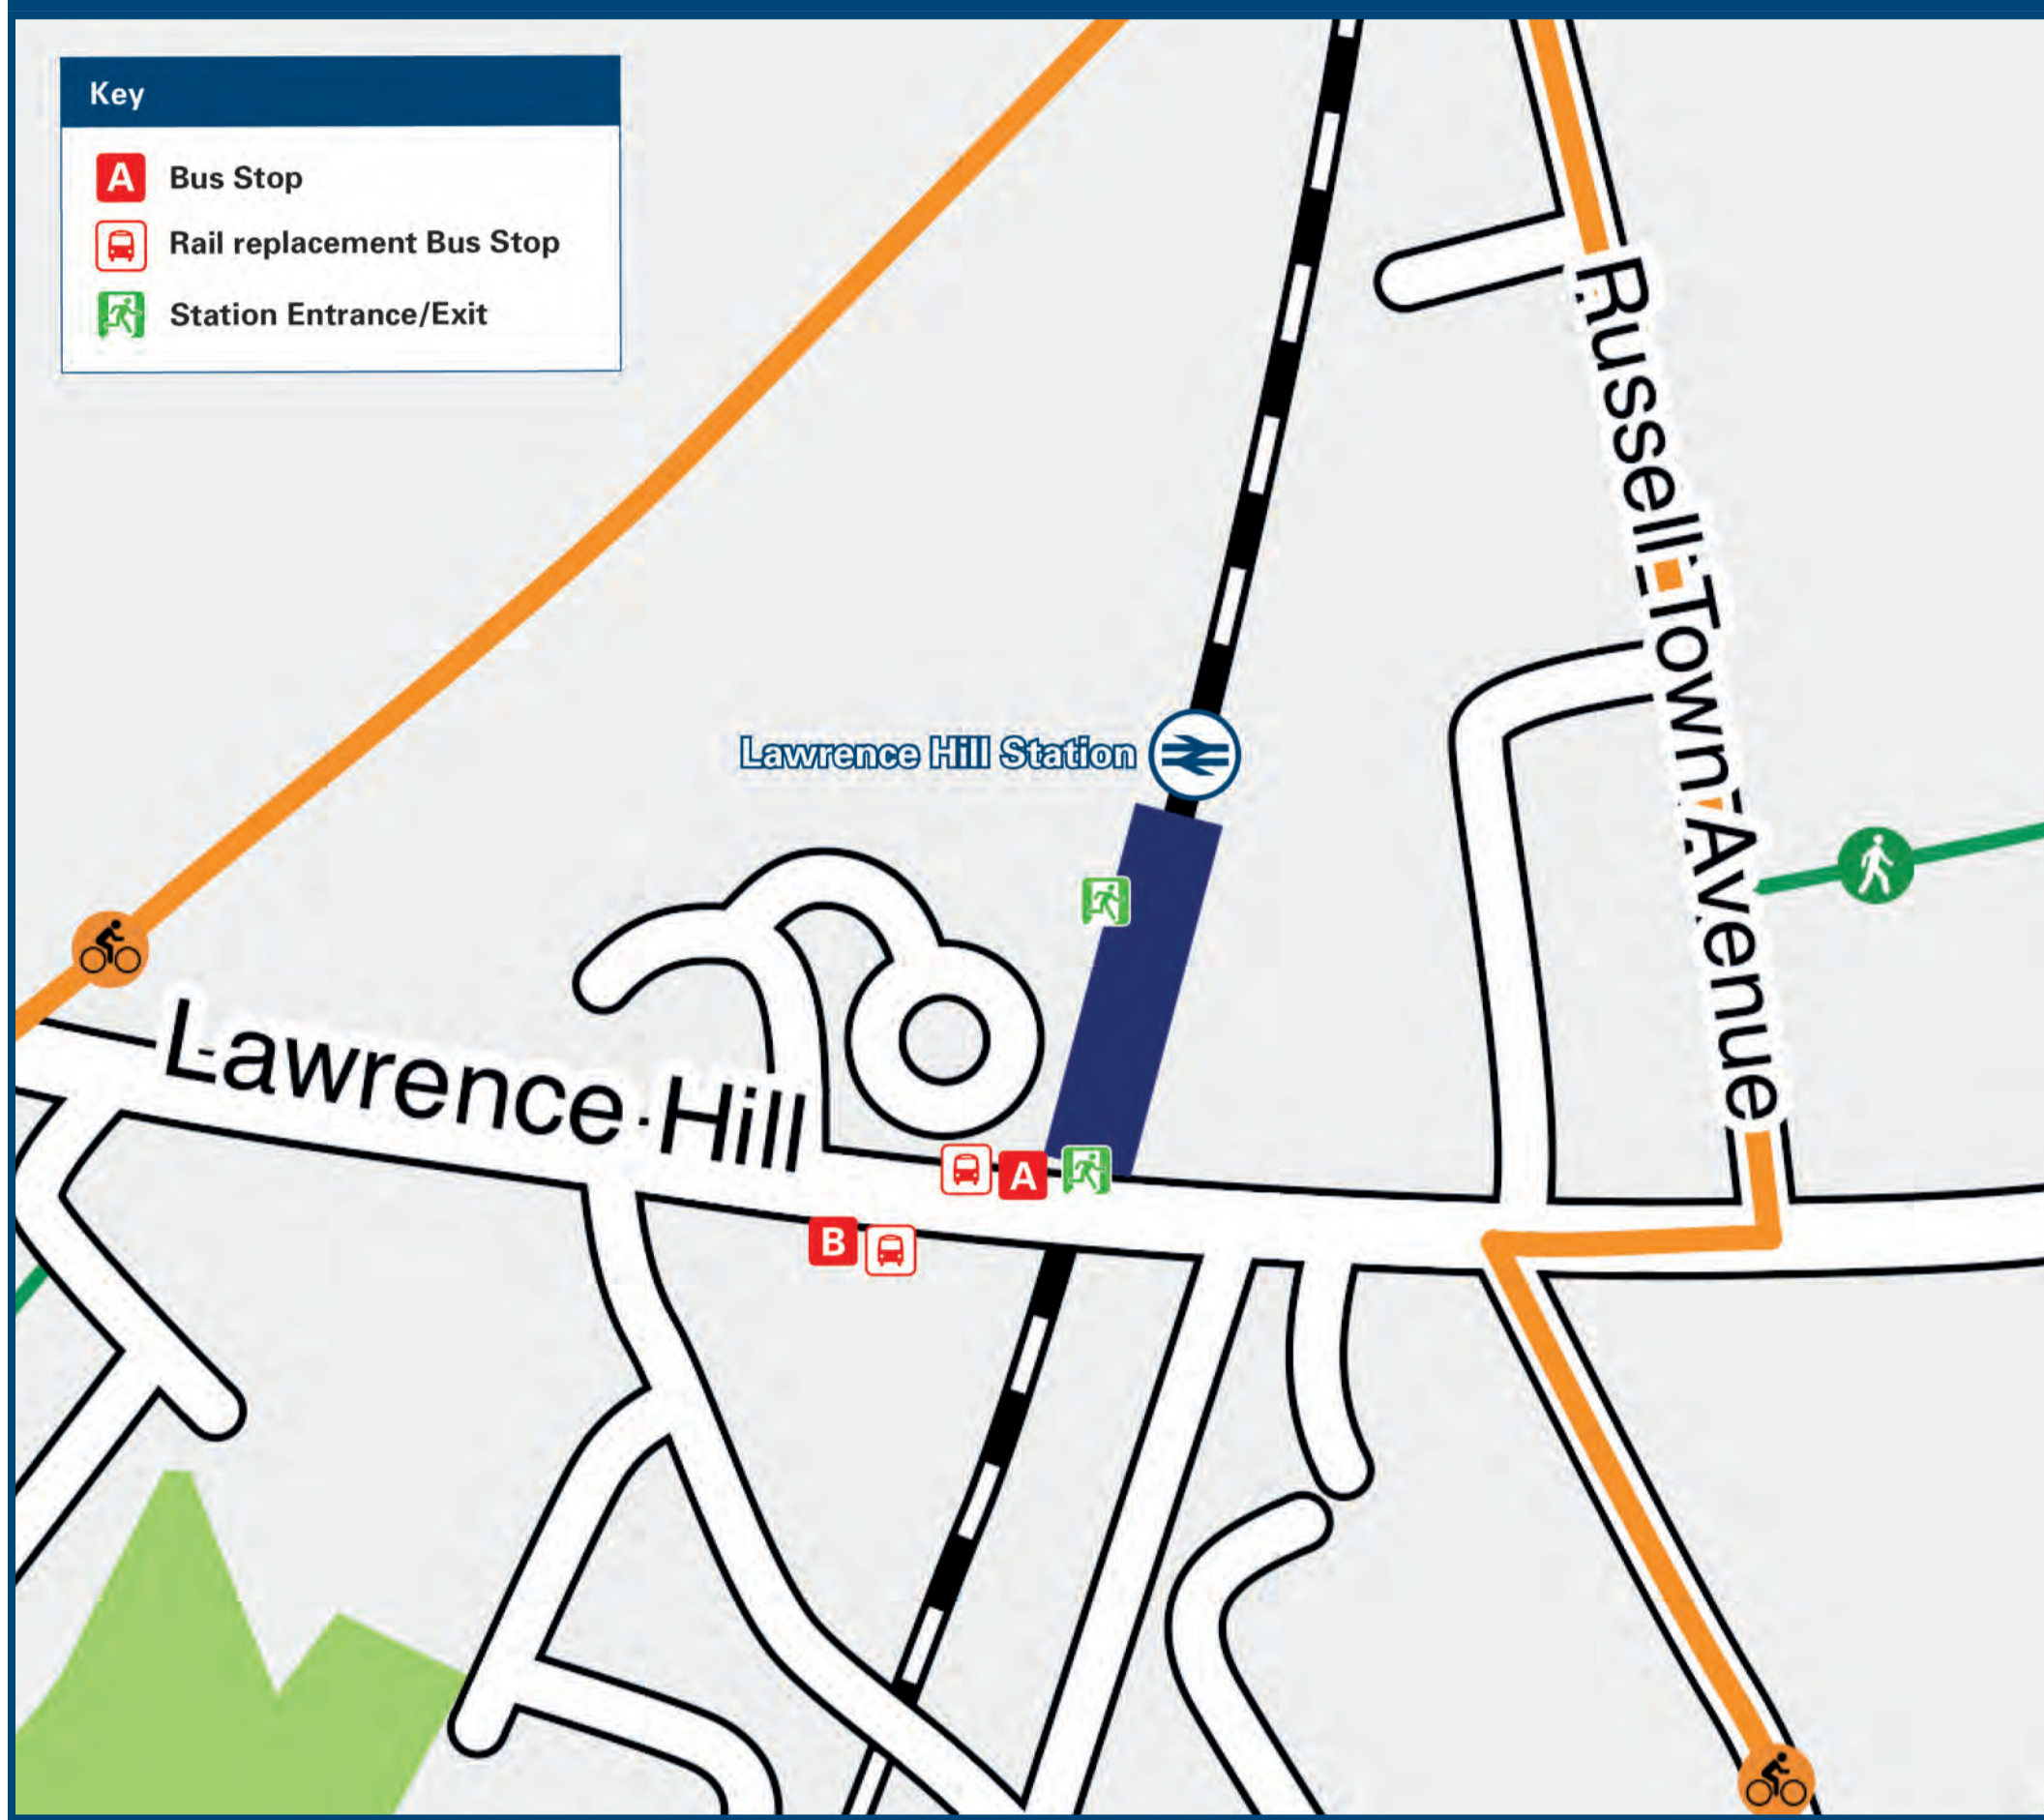 Key
A Bus Stop
Rail replacement Bus Stop
Station Entrance/Exit
Russell Town Avenue
Lawrence Hill Station
Lawrence Hill
A
B